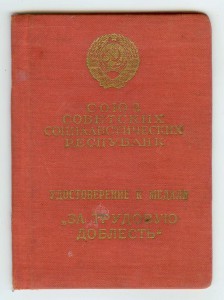 СОЮЗ
СОВЕТСКИХ
СОЦИАЛИСТИЧЕСКИХ
РЕСПУБЛИК
УДОСТОВЕРЕНИЕ К МЕДАЛИ
„ЗА ТРУДОВУЮ
ДОБЛЕСТЬ“